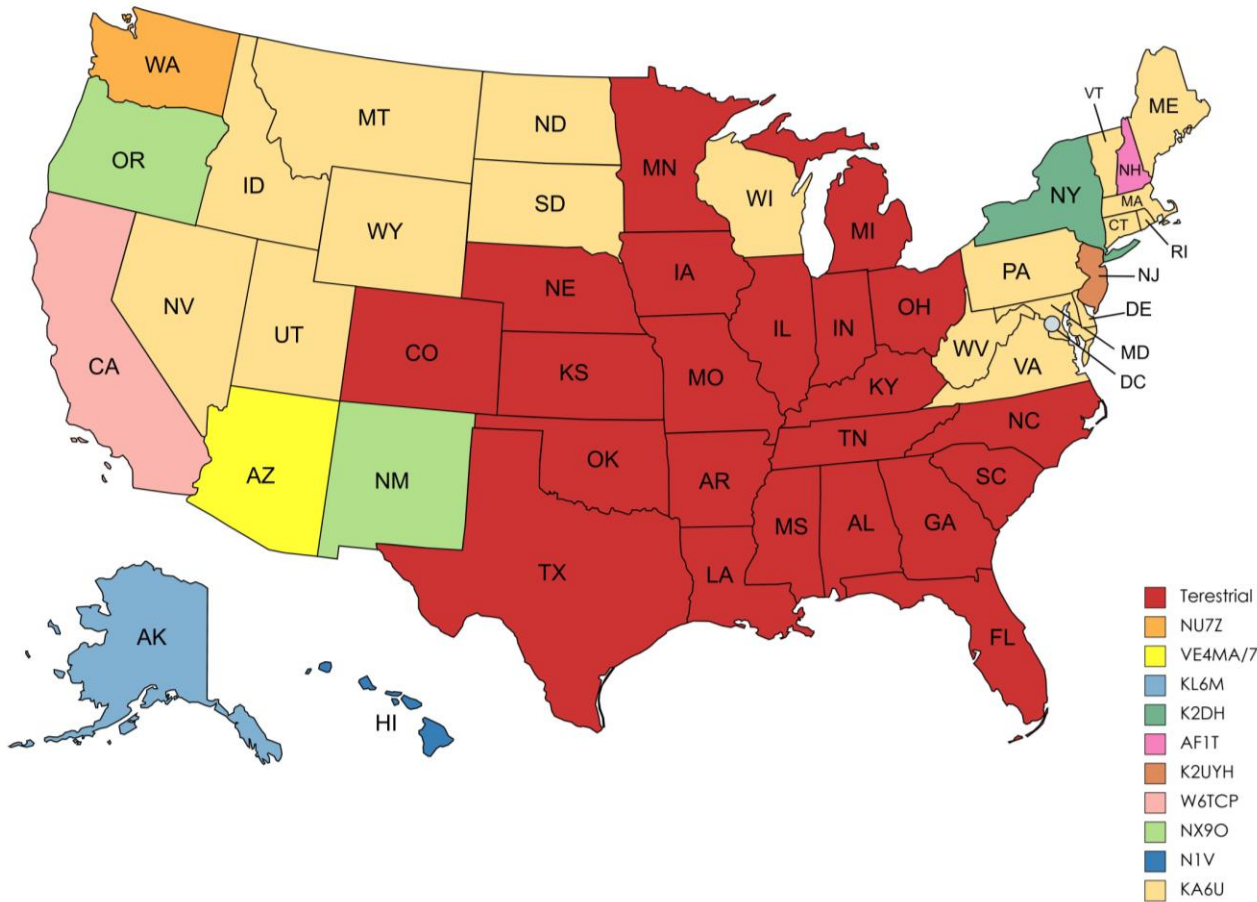 WA
OR
CA
NV
ID
MT
WY
UT
AZ
NM
CO
ND
SD
NE
KS
OK
TX
MN
IA
MO
AR
LA
WI
IL
MI
IN
OH
KY
TN
MS
AL
GA
FL
SC
NC
VA
WV
PA
NY
VT
ME
NH
MA
CT
RI
NJ
DE
MD
DC
AK
HI
Terestrial
NU7Z
VE4MA/7
KL6M
K2DH
AF1T
K2UYH
W6TCP
NX9O
N1V
KA6U